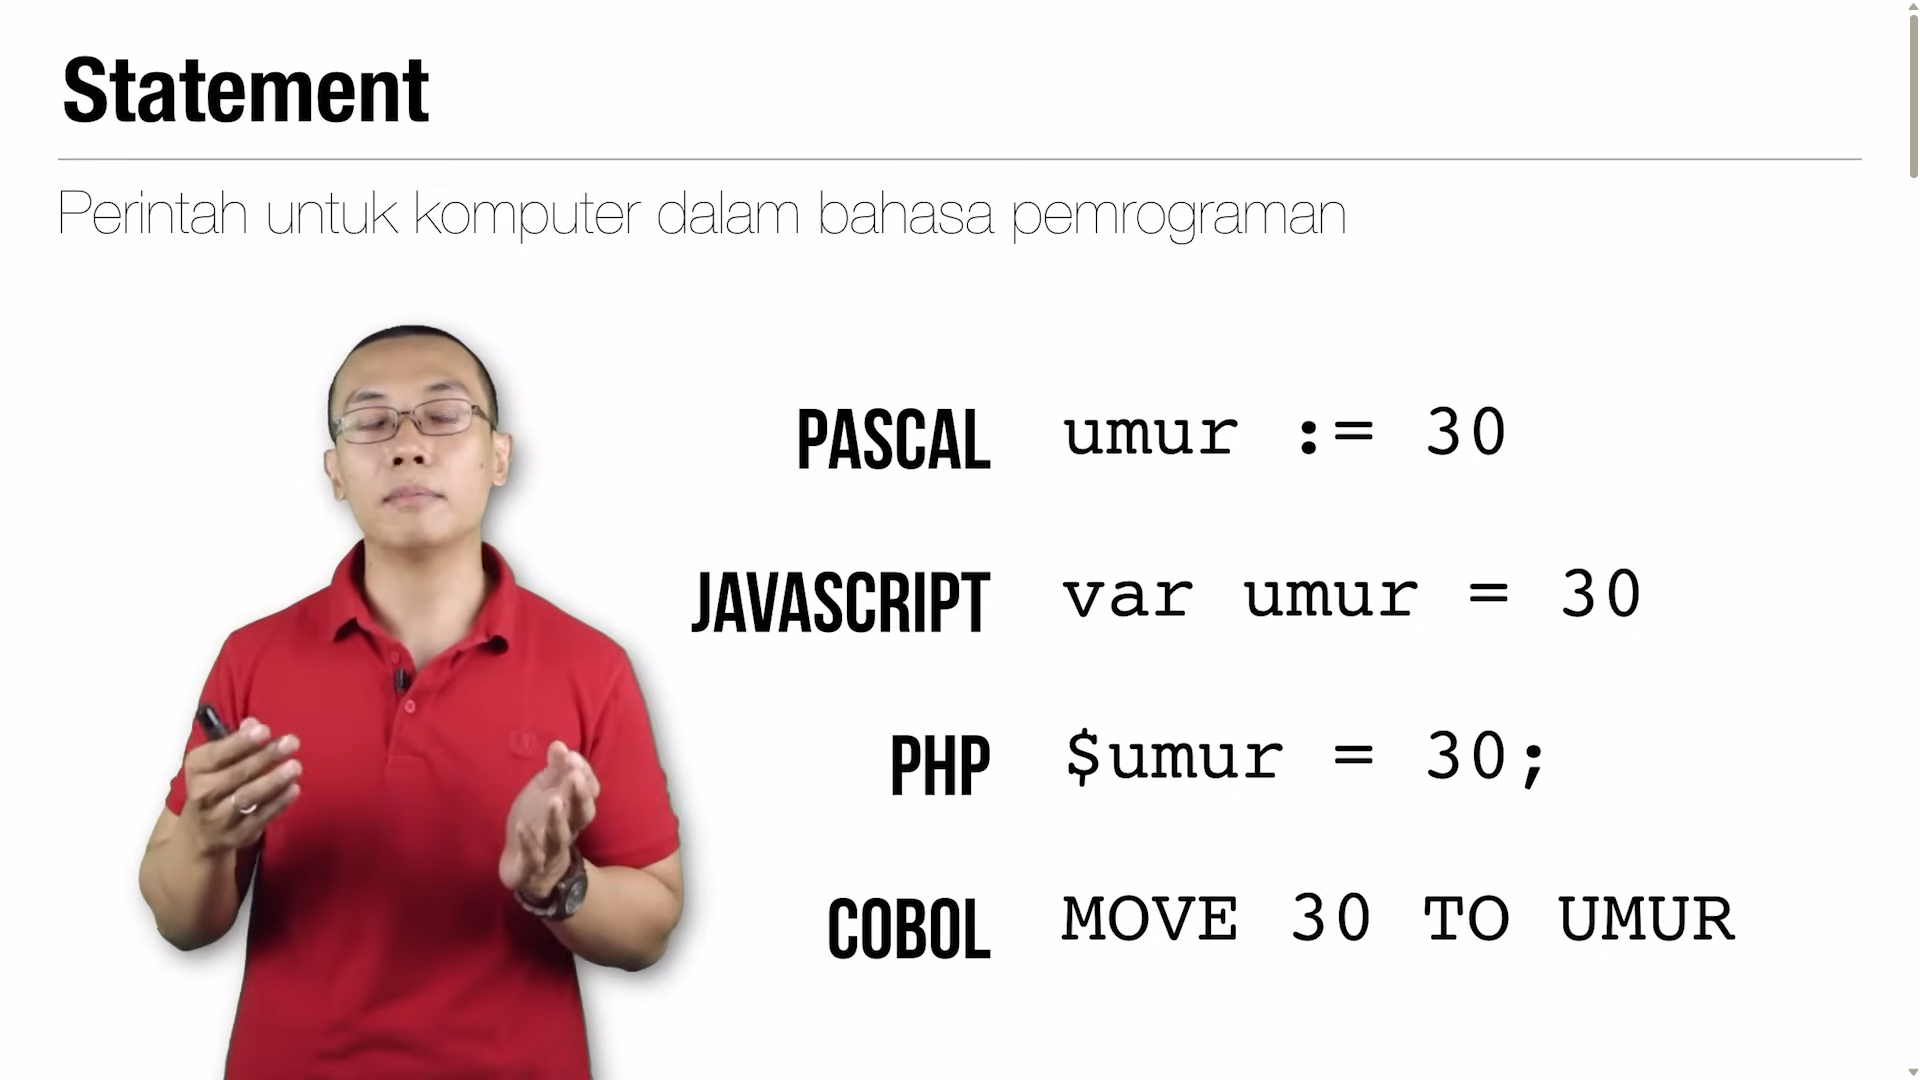 Statement
Perintah untuk komputer dalam bahasa pemrograman
PASCAL umur := 30
JAVASCRIPT var umur = 30
PHP $umur = 30;
COBOL MOVE 30 TO UMUR